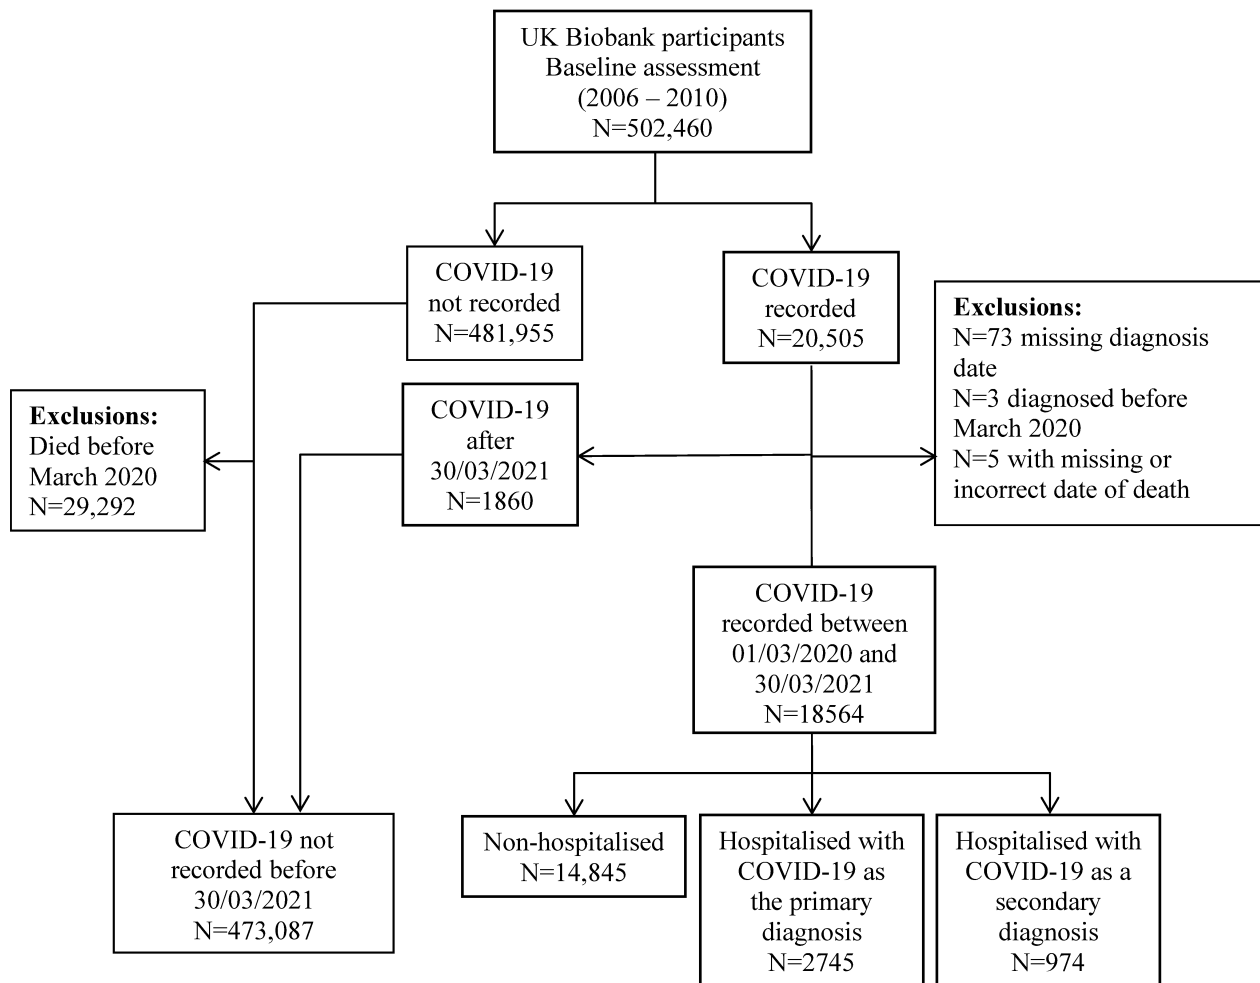 UK Biobank participants
Baseline assessment
(2006 – 2010)
N=502,460
COVID-19
not recorded
N=481,955
COVID-19
recorded
N=20,505
Exclusions:
N=73 missing diagnosis
date
N=3 diagnosed before
March 2020
N=5 with missing or
incorrect date of death
Exclusions:
Died before
March 2020
N=29,292
COVID-19
after
30/03/2021
N=1860
COVID-19
recorded between
01/03/2020 and
30/03/2021
N=18564
COVID-19 not
recorded before
30/03/2021
N=473,087
Non-hospitalised
N=14,845
Hospitalised with
COVID-19 as
the primary
diagnosis
N=2745
Hospitalised with
COVID-19 as a
secondary
diagnosis
N=974